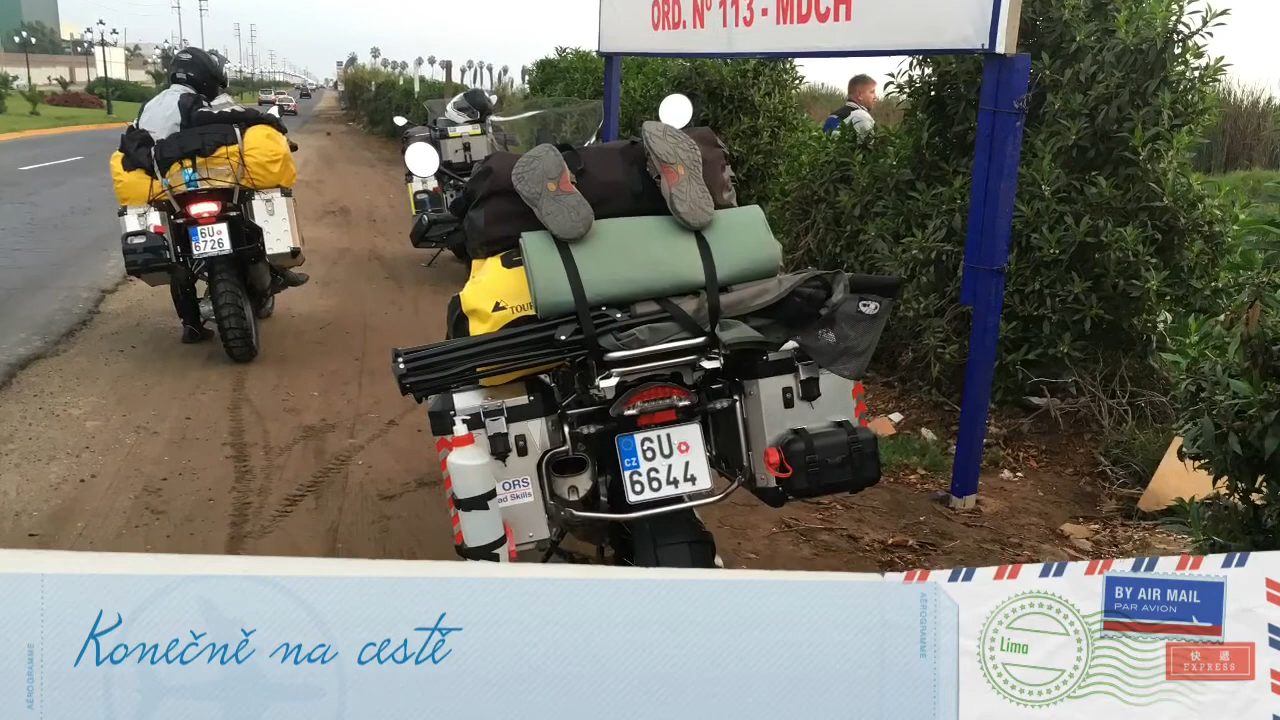 ORD. Nº 113 - MDCH
6U
6726
TOUR
CZ
6U
6644
ORS
ad Skills
Konečně na cestě
AEROGRAMME
AEROGRAMME
Lima
BY AIR MAIL
PAR AVION
快遞
EXPRESS